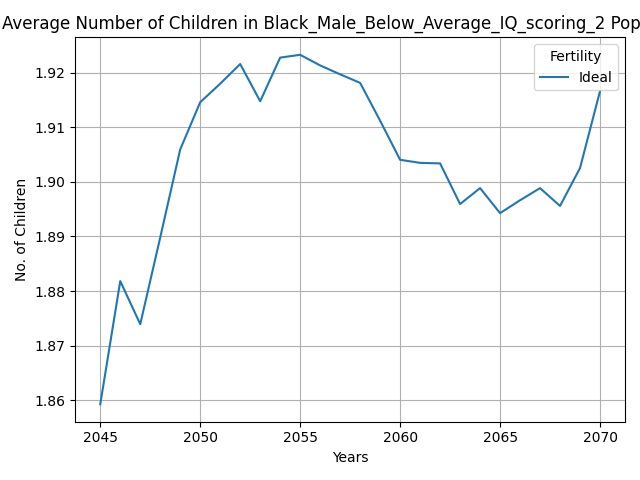 Average Number of Children in Black_Male_Below_Average_IQ_scoring_2 Pop
Fertility
Ideal
1.92
1.91
1.90
1.89
1.88
1.87
1.86
No. of Children
2045 2050 2055 2060 2065 2070
Years